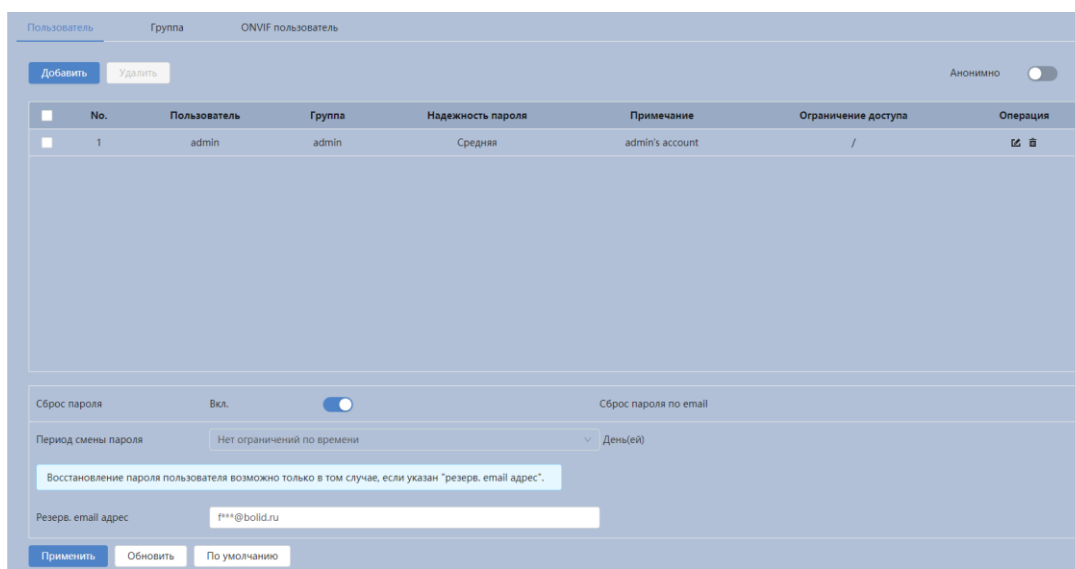 Пользователь Группа ONVIF пользователь
Добавить Удалить Анонимно
No. Пользователь Группа Надежность пароля Примечание Ограничение доступа Операция
1 admin admin Средняя admin's account /
Сброс пароля Вкл. Сброс пароля по email
Период смены пароля Нет ограничений по времени День(ей)
Восстановление пароля пользователя возможно только в том случае, если указан "резерв. email адрес".
Резерв. email адрес f***@bolid.ru
Применить Обновить По умолчанию